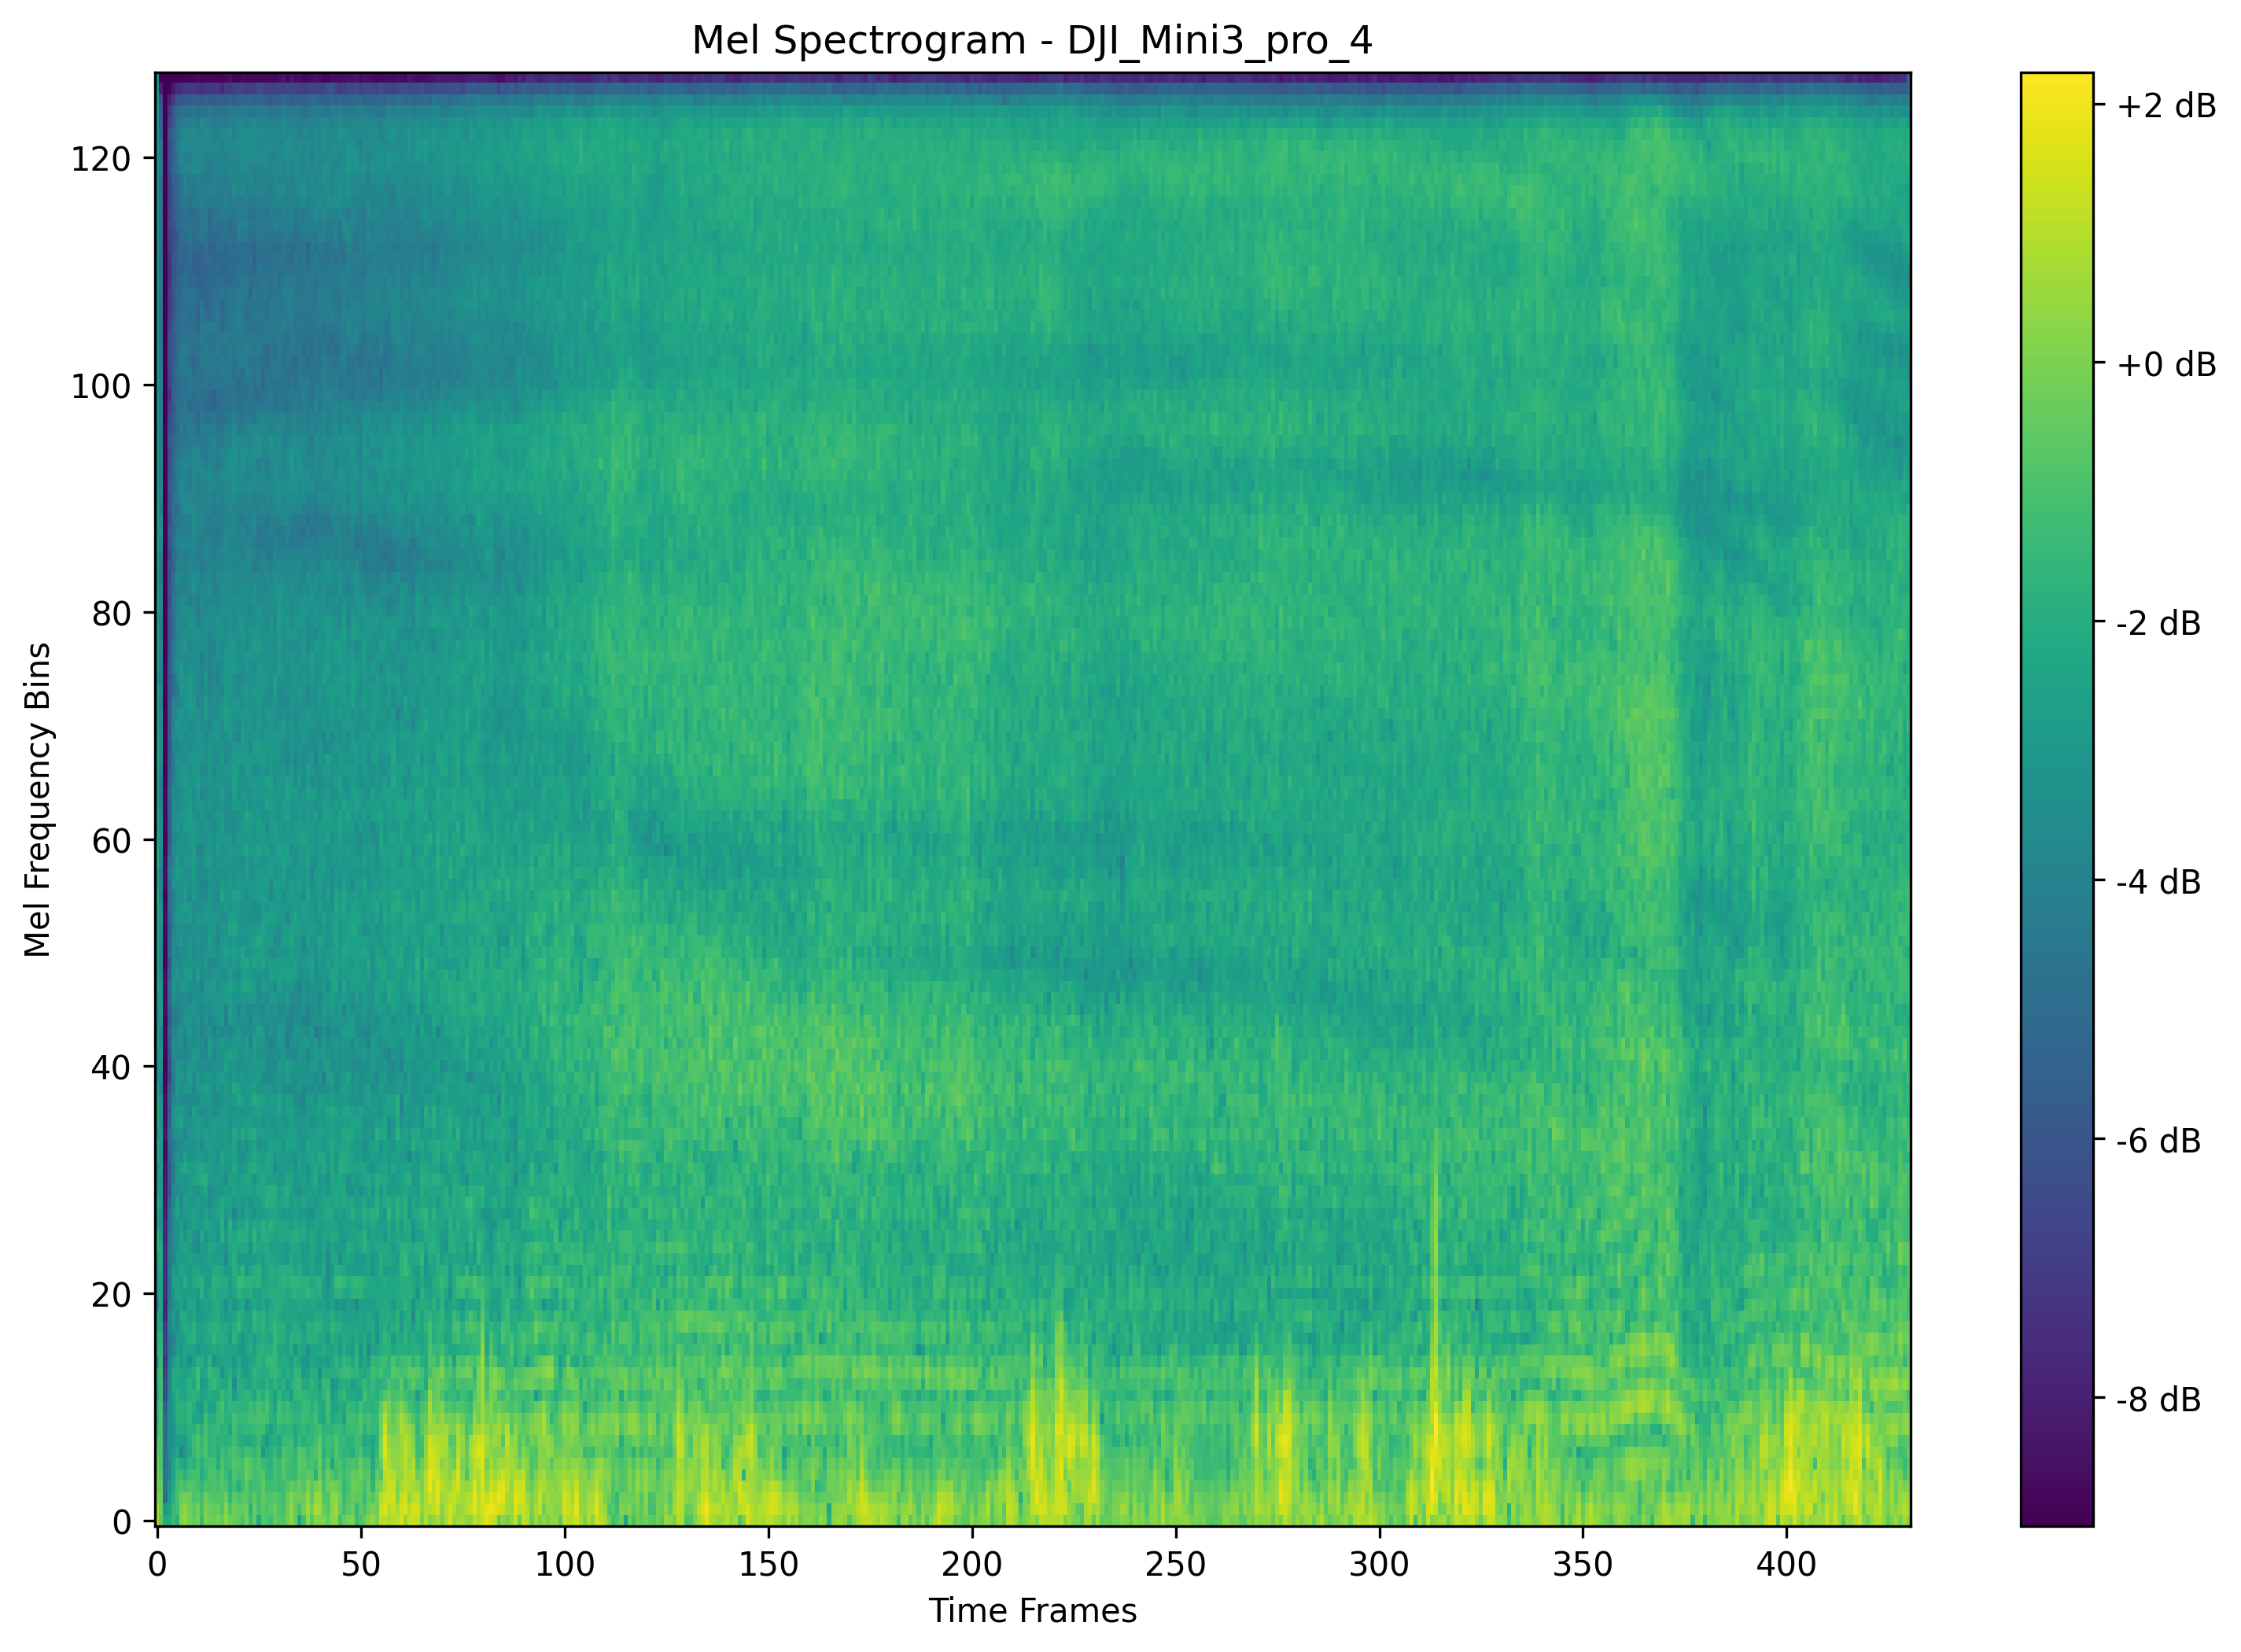 Mel Spectrogram - DJI_Mini3_pro_4
Mel Frequency Bins
120
100
80
60
40
20
0
0 50 100 150 200 250 300 350 400
Time Frames
+2 dB
+0 dB
-2 dB
-4 dB
-6 dB
-8 dB